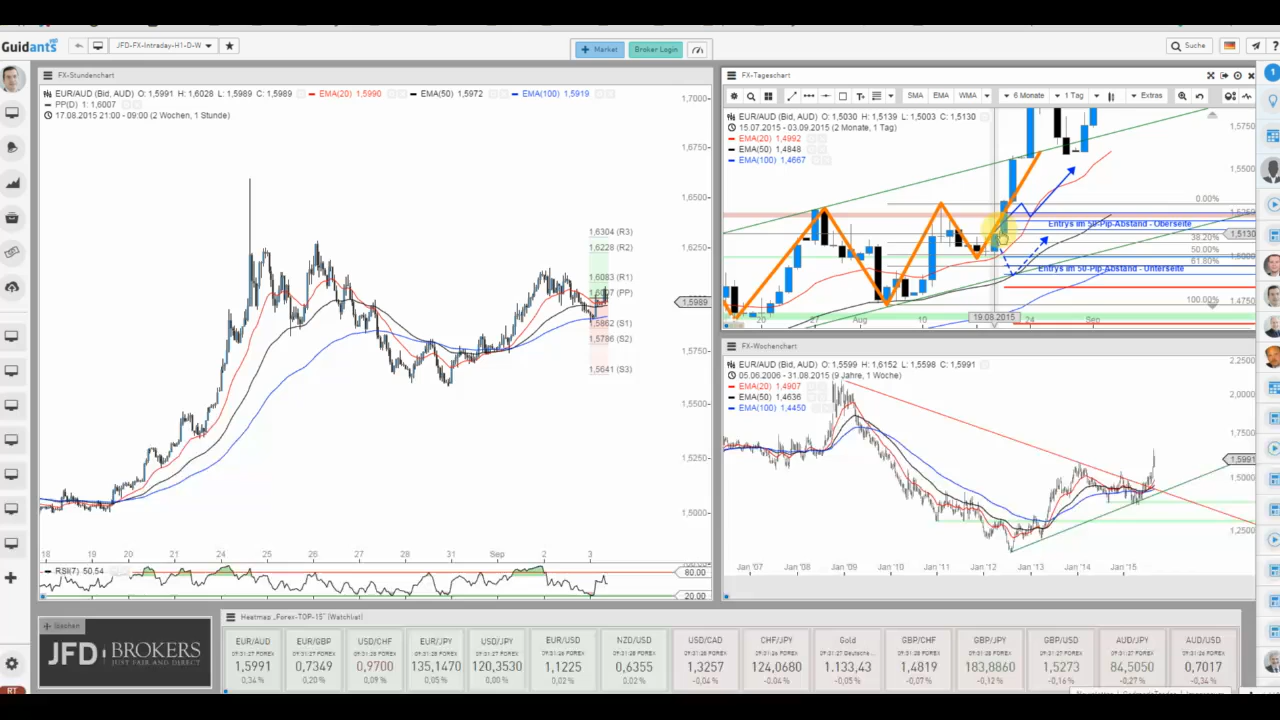 Guidants PRO
JFD-FX-Intraday-H1-D-W
+ Market
Broker Login
Suche
FX-Stundenchart
EUR/AUD (Bid, AUD) O: 1,5991 H: 1,6028 L: 1,5989 C: 1,5989
EMA(20) 1,5990
EMA(50) 1,5972
EMA(100) 1,5919
PP(D) 1: 1,6007
17.08.2015 21:00 - 09:00 (2 Wochen, 1 Stunde)
1,7000
1,6750
1,6500
1,6250
1,5989
1,5750
1,5500
1,5250
1,5000
1,6304 (R3)
1,6228 (R2)
1,6083 (R1)
1,6007 (PP)
1,5862 (S1)
1,5786 (S2)
1,5641 (S3)
18 19 20 21 24 25 26 27 28 31 Sep 2 3
RSI(7) 50,54
80.00
20.00
FX-Tageschart
SMA EMA WMA 6 Monate 1 Tag Extras
EUR/AUD (Bid, AUD) O: 1,5030 H: 1,5139 L: 1,5003 C: 1,5130
15.07.2015 - 03.09.2015 (2 Monate, 1 Tag)
EMA(20) 1,4992
EMA(50) 1,4848
EMA(100) 1,4667
1,5750
1,5500
0.00%
1,5250
Entrys im 50-Pip-Abstand - Oberseite
1,5130
38.20%
50.00%
1,5000
61.80%
Entrys im 50-Pip-Abstand - Unterseite
100.00%
1,4750
20 27 Aug 10 19.08.2015 24 Sep
FX-Wochenchart
EUR/AUD (Bid, AUD) O: 1,5599 H: 1,6152 L: 1,5598 C: 1,5991
05.06.2006 - 31.08.2015 (9 Jahre, 1 Woche)
EMA(20) 1,4907
EMA(50) 1,4636
EMA(100) 1,4450
2,2500
2,0000
1,7500
1,5991
1,5000
1,2500
Jan '07 Jan '08 Jan '09 Jan '10 Jan '11 Jan '12 Jan '13 Jan '14 Jan '15
löschen
JFD BROKERS
JUST FAIR AND DIRECT
Heatmap „Forex-TOP-15" (Watchlist)
EUR/AUD EUR/GBP USD/CHF EUR/JPY USD/JPY EUR/USD NZD/USD USD/CAD CHF/JPY Gold GBP/CHF GBP/JPY GBP/USD AUD/JPY AUD/USD
1,5991 0,7349 0,9700 135,1470 120,3530 1,1225 0,6355 1,3257 124,0680 1.133,43 1,4819 183,8860 1,5273 84,5050 0,7017
0,34% 0,20% 0,09% 0,05% 0,00% 0,02% 0,02% -0,04% -0,04% -0,05% -0,07% -0,12% -0,16% -0,27% -0,34%
RT